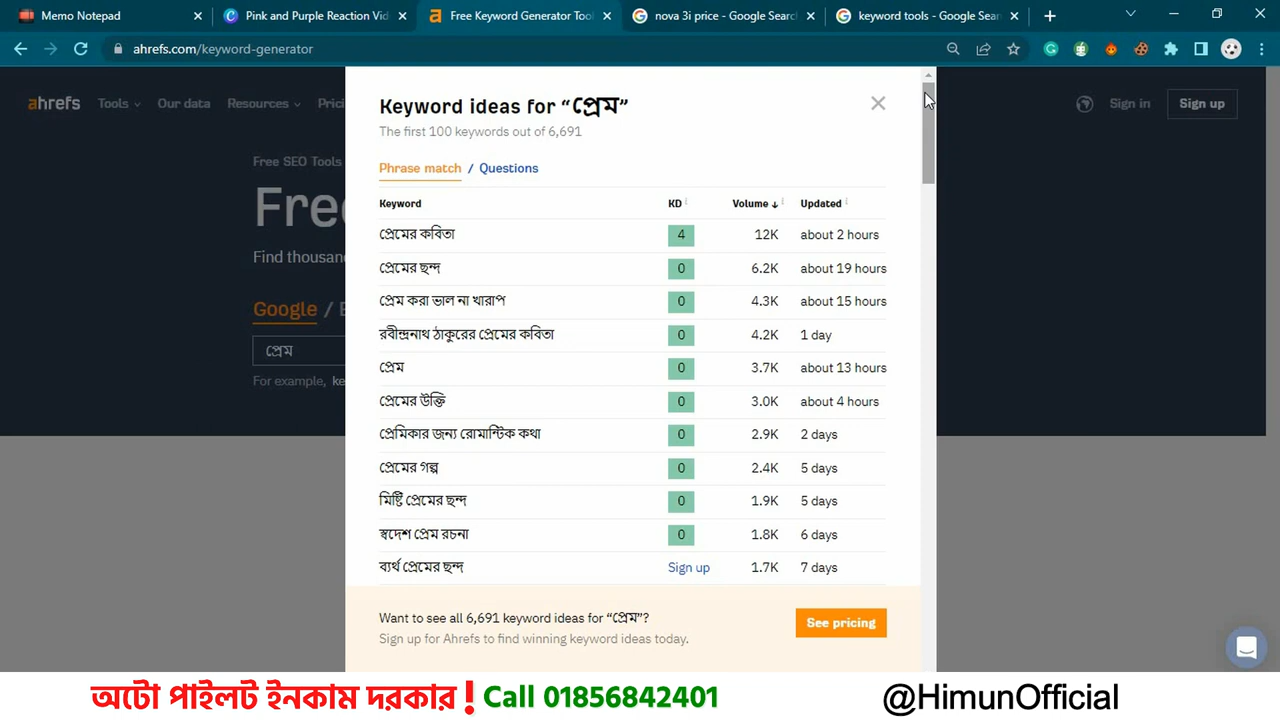 Memo Notepad
Pink and Purple Reaction Vid
Free Keyword Generator Tool
nova 3i price - Google Search
keyword tools - Google Sear
ahrefs.com/keyword-generator
ahrefs Tools Our data Resources Prici Sign in Sign up
Free SEO Tools
Free
Find thousan
Google / B
প্রেম
For example, ke
Keyword ideas for “প্রেম”
The first 100 keywords out of 6,691
Phrase match / Questions
Keyword KD Volume ↓ Updated
প্রেমের কবিতা 4 12K about 2 hours
প্রেমের ছন্দ 0 6.2K about 19 hours
প্রেম করা ভাল না খারাপ 0 4.3K about 15 hours
রবীন্দ্রনাথ ঠাকুরের প্রেমের কবিতা 0 4.2K 1 day
প্রেম 0 3.7K about 13 hours
প্রেমের উক্তি 0 3.0K about 4 hours
প্রেমিকার জন্য রোমান্টিক কথা 0 2.9K 2 days
প্রেমের গল্প 0 2.4K 5 days
মিষ্টি প্রেমের ছন্দ 0 1.9K 5 days
স্বদেশ প্রেম রচনা 0 1.8K 6 days
ব্যর্থ প্রেমের ছন্দ Sign up 1.7K 7 days
Want to see all 6,691 keyword ideas for “প্রেম”?
Sign up for Ahrefs to find winning keyword ideas today.
See pricing
অটো পাইলট ইনকাম দরকার ! Call 01856842401 @HimunOfficial